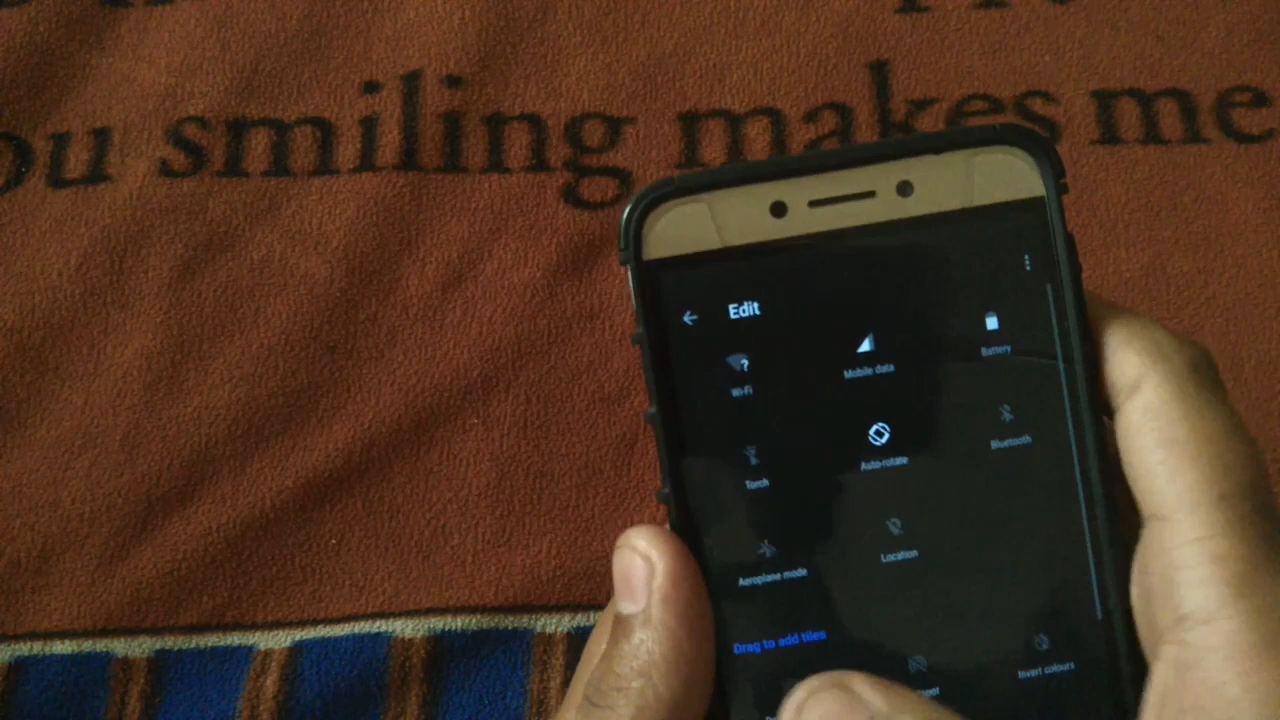 ou smiling makes me
Edit
Wi-Fi
Mobile data
Battery
Torch
Auto-rotate
Bluetooth
Aeroplane mode
Location
Drag to add tiles
Invert colours